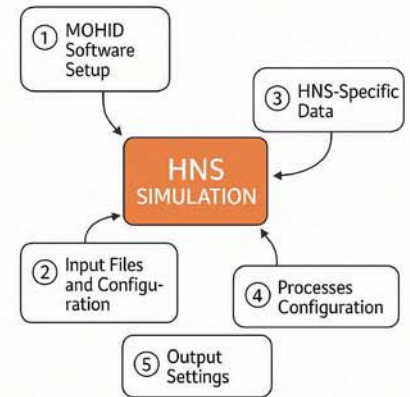 ① MOHID
Software
Setup
③ HNS-Specific
Data
HNS
SIMULATION
② Input Files
and Configu-
ration
④ Processes
Configuration
⑤ Output
Settings